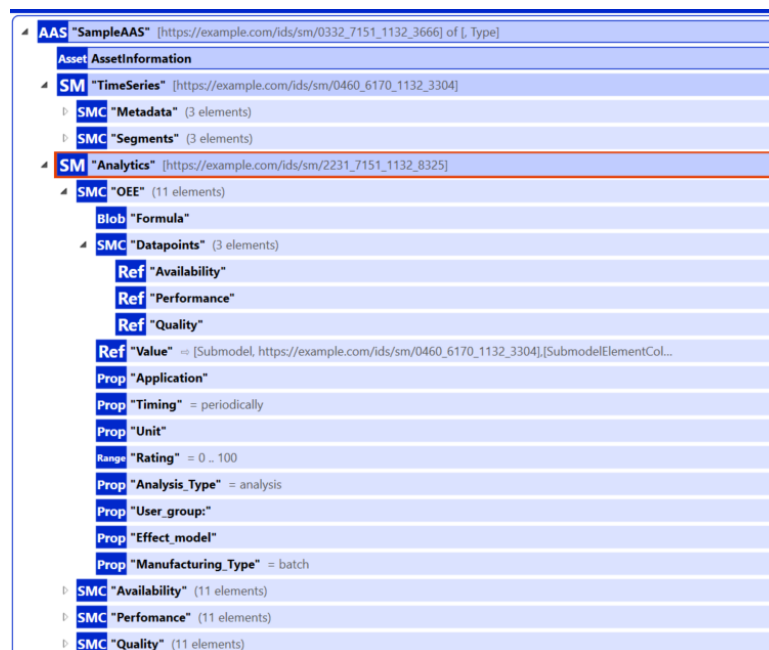 AAS "SampleAAS" [https://example.com/ids/sm/0332_7151_1132_3666] of [, Type]
Asset AssetInformation
SM "TimeSeries" [https://example.com/ids/sm/0460_6170_1132_3304]
SMC "Metadata" (3 elements)
SMC "Segments" (3 elements)
SM "Analytics" [https://example.com/ids/sm/2231_7151_1132_8325]
SMC "OEE" (11 elements)
Blob "Formula"
SMC "Datapoints" (3 elements)
Ref "Availability"
Ref "Performance"
Ref "Quality"
Ref "Value" ⇨ [Submodel, https://example.com/ids/sm/0460_6170_1132_3304],[SubmodelElementCol...
Prop "Application"
Prop "Timing" = periodically
Prop "Unit"
Range "Rating" = 0 .. 100
Prop "Analysis_Type" = analysis
Prop "User_group:"
Prop "Effect_model"
Prop "Manufacturing_Type" = batch
SMC "Availability" (11 elements)
SMC "Perfomance" (11 elements)
SMC "Quality" (11 elements)